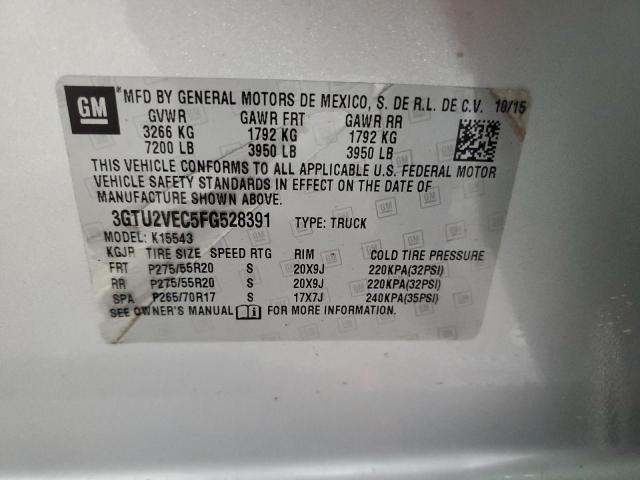 GM
* MFD BY GENERAL MOTORS DE MEXICO, S. DE R.L. DE C.V. 10/15
GVWR GAWR FRT GAWR RR
3266 KG 1792 KG 1792 KG
7200 LB 3950 LB 3950 LB
THIS VEHICLE CONFORMS TO ALL APPLICABLE U.S. FEDERAL MOTOR
VEHICLE SAFETY STANDARDS IN EFFECT ON THE DATE OF
MANUFACTURE SHOWN ABOVE
3GTU2VEC5FG528391 TYPE: TRUCK
MODEL: K15543
KGJR TIRE SIZE SPEED RTG RIM COLD TIRE PRESSURE
FRT P275/55R20 S 20X9J 220KPA(32PSI)
RR P275/55R20 S 20X9J 220KPA(32PSI)
SPA P265/70R17 S 17X7J 240KPA(35PSI)
SEE OWNER'S MANUAL FOR MORE INFORMATION.